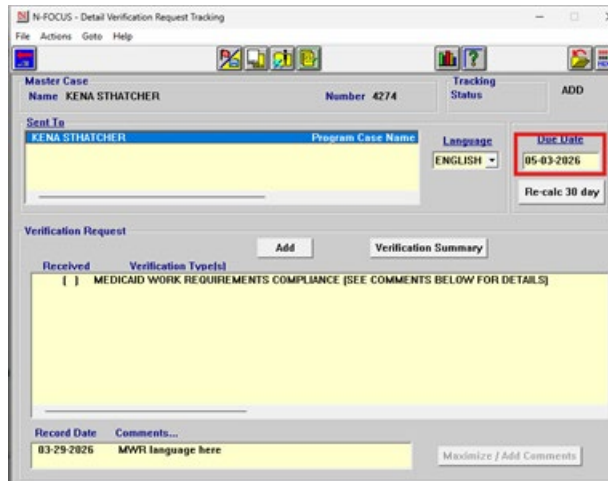 N-FOCUS - Detail Verification Request Tracking
File Actions Goto Help
Master Case
Name KENA STHATCHER Number 4274
Tracking
Status ADD
Sent To
KENA STHATCHER Program Case Name
Language
ENGLISH
Due Date
05-03-2026
Re-calc 30 day
Verification Request
Add Verification Summary
Received Verification Type(s)
[ ] MEDICAID WORK REQUIREMENTS COMPLIANCE (SEE COMMENTS BELOW FOR DETAILS)
Record Date Comments...
03-29-2026 MWR language here
Maximize / Add Comments